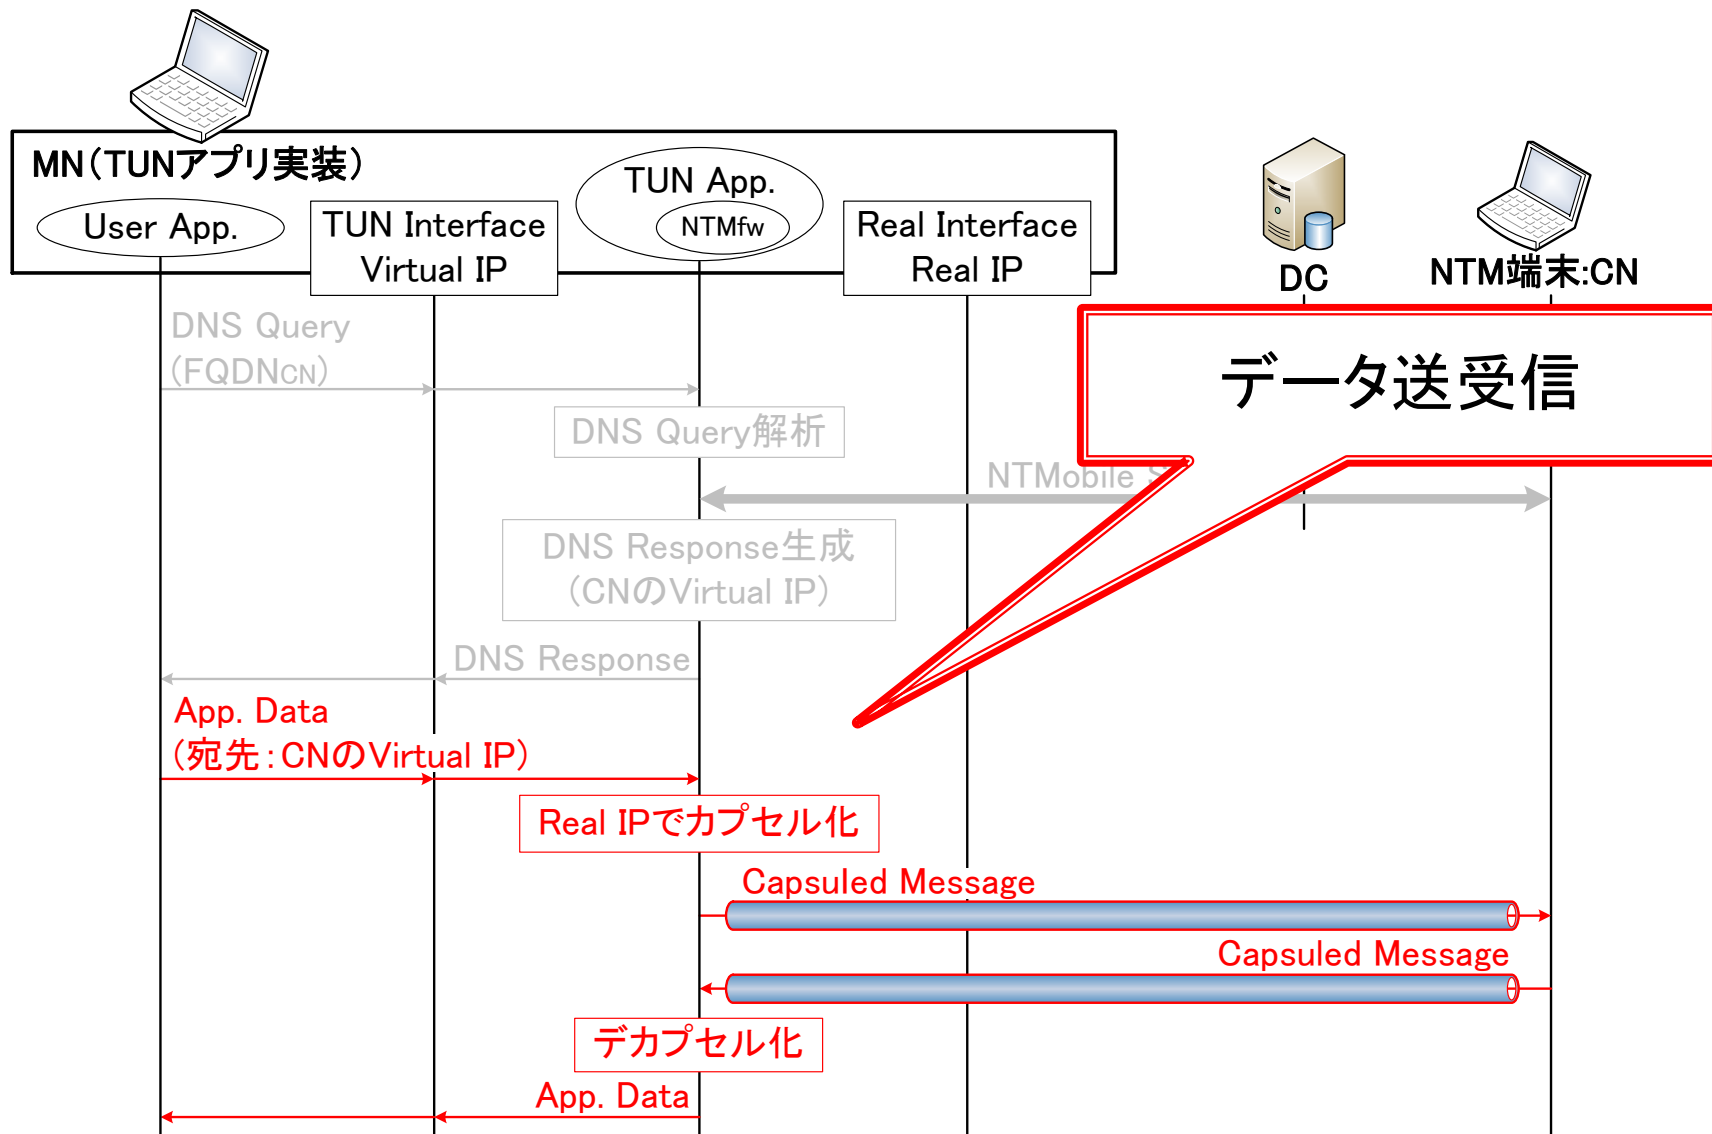 MN(TUNアプリ実装)
User App.
TUN Interface
Virtual IP
TUN App.
NTMfw
Real Interface
Real IP
DC
NTM端末:CN
DNS Query
(FQDNCN)
データ送受信
DNS Query解析
NTMobile
DNS Response生成
(CNのVirtual IP)
DNS Response
App. Data
(宛先:CNのVirtual IP)
Real IPでカプセル化
Capsuled Message
Capsuled Message
デカプセル化
App. Data